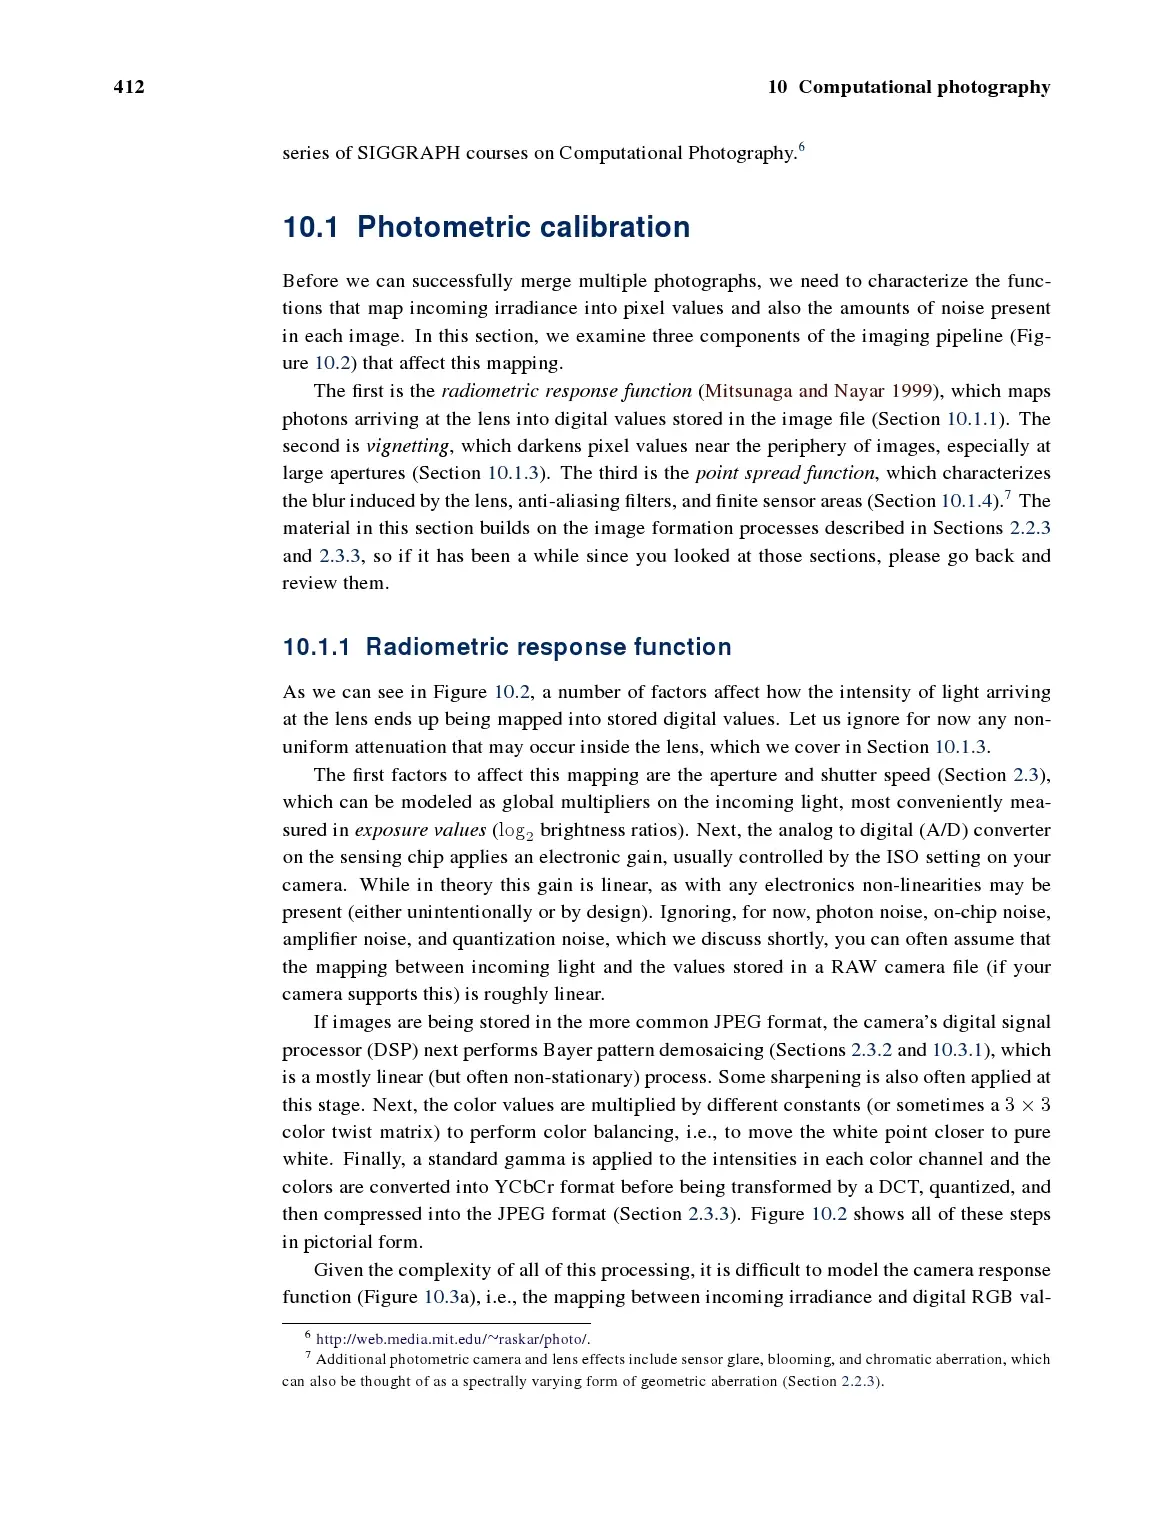 412
10 Computational photography
series of SIGGRAPH courses on Computational Photography.6
10.1 Photometric calibration
Before we can successfully merge multiple photographs, we need to characterize the func-
tions that map incoming irradiance into pixel values and also the amounts of noise present
in each image. In this section, we examine three components of the imaging pipeline (Fig-
ure 10.2) that affect this mapping.
The first is the radiometric response function (Mitsunaga and Nayar 1999), which maps
photons arriving at the lens into digital values stored in the image file (Section 10.1.1). The
second is vignetting, which darkens pixel values near the periphery of images, especially at
large apertures (Section 10.1.3). The third is the point spread function, which characterizes
the blur induced by the lens, anti-aliasing filters, and finite sensor areas (Section 10.1.4).7 The
material in this section builds on the image formation processes described in Sections 2.2.3
and 2.3.3, so if it has been a while since you looked at those sections, please go back and
review them.
10.1.1 Radiometric response function
As we can see in Figure 10.2, a number of factors affect how the intensity of light arriving
at the lens ends up being mapped into stored digital values. Let us ignore for now any non-
uniform attenuation that may occur inside the lens, which we cover in Section 10.1.3.
The first factors to affect this mapping are the aperture and shutter speed (Section 2.3),
which can be modeled as global multipliers on the incoming light, most conveniently mea-
sured in exposure values (log2 brightness ratios). Next, the analog to digital (A/D) converter
on the sensing chip applies an electronic gain, usually controlled by the ISO setting on your
camera. While in theory this gain is linear, as with any electronics non-linearities may be
present (either unintentionally or by design). Ignoring, for now, photon noise, on-chip noise,
amplifier noise, and quantization noise, which we discuss shortly, you can often assume that
the mapping between incoming light and the values stored in a RAW camera file (if your
camera supports this) is roughly linear.
If images are being stored in the more common JPEG format, the camera's digital signal
processor (DSP) next performs Bayer pattern demosaicing (Sections 2.3.2 and 10.3.1), which
is a mostly linear (but often non-stationary) process. Some sharpening is also often applied at
this stage. Next, the color values are multiplied by different constants (or sometimes a 3 × 3
color twist matrix) to perform color balancing, i.e., to move the white point closer to pure
white. Finally, a standard gamma is applied to the intensities in each color channel and the
colors are converted into YCbCr format before being transformed by a DCT, quantized, and
then compressed into the JPEG format (Section 2.3.3). Figure 10.2 shows all of these steps
in pictorial form.
Given the complexity of all of this processing, it is difficult to model the camera response
function (Figure 10.3a), i.e., the mapping between incoming irradiance and digital RGB val-
6 http://web.media.mit.edu/~raskar/photo/.
7 Additional photometric camera and lens effects include sensor glare, blooming, and chromatic aberration, which
can also be thought of as a spectrally varying form of geometric aberration (Section 2.2.3).